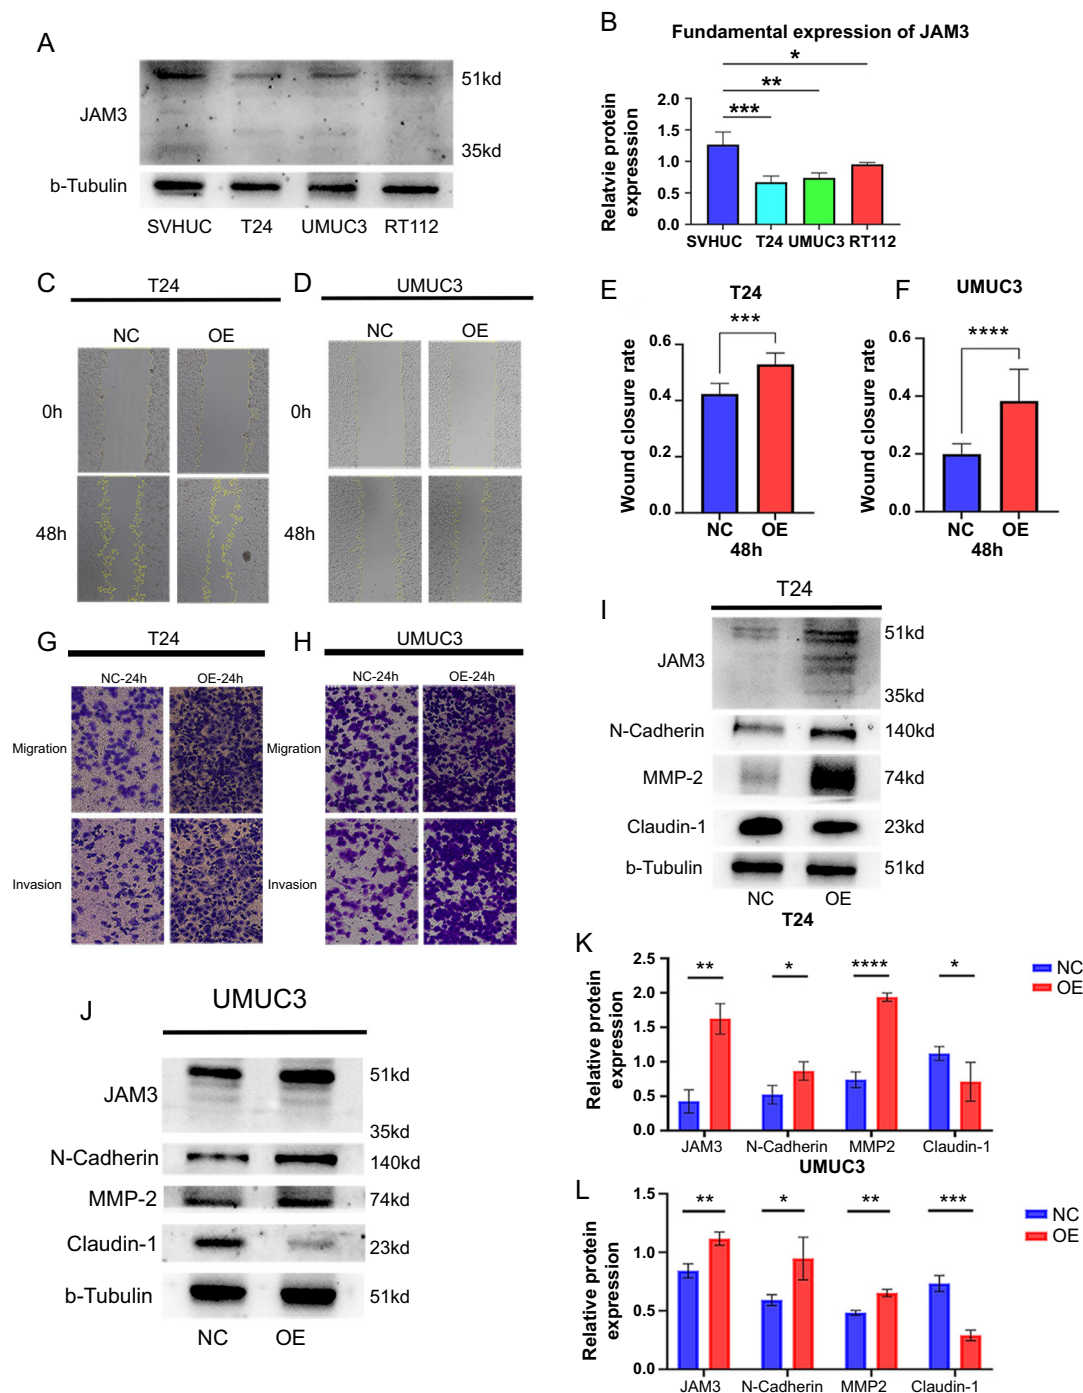 A
JAM3
51kd
35kd
b-Tubulin
SVHUC T24 UMUC3 RT112
B
Fundamental expression of JAM3
*
**
***
Relatvie protein
expresssion
2.0
1.5
1.0
0.5
0.0
SVHUC T24 UMUC3 RT112
C
T24
NC OE
0h
48h
D
UMUC3
NC OE
0h
48h
E
T24
***
Wound closure rate
0.6
0.4
0.2
0.0
NC OE
48h
F
UMUC3
****
Wound closure rate
0.6
0.4
0.2
0.0
NC OE
48h
G
T24
NC-24h OE-24h
Migration
Invasion
H
UMUC3
NC-24h OE-24h
Migration
Invasion
I
T24
JAM3
51kd
35kd
N-Cadherin 140kd
MMP-2 74kd
Claudin-1 23kd
b-Tubulin 51kd
NC OE
J
UMUC3
JAM3
51kd
35kd
N-Cadherin 140kd
MMP-2 74kd
Claudin-1 23kd
b-Tubulin 51kd
NC OE
K
T24
** * **** *
NC
OE
Relative protein
expression
2.5
2.0
1.5
1.0
0.5
0.0
JAM3 N-Cadherin MMP2 Claudin-1
L
UMUC3
** * ** ***
NC
OE
Relative protein
expression
1.5
1.0
0.5
0.0
JAM3 N-Cadherin MMP2 Claudin-1